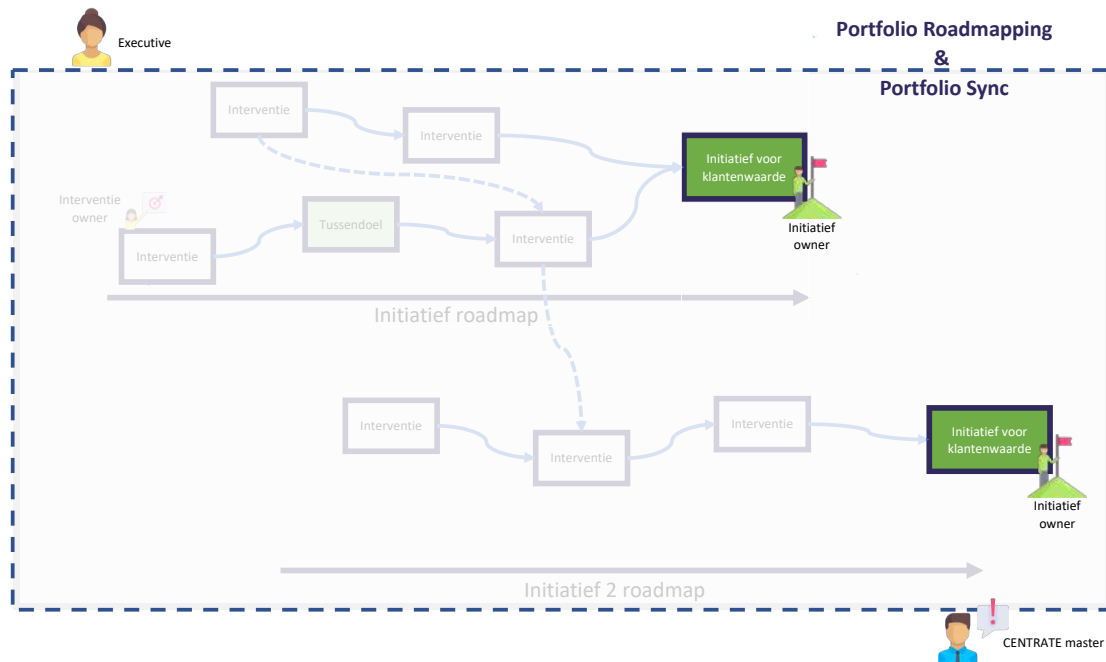 Executive
Portfolio Roadmapping
&
Portfolio Sync
Interventie
Interventie
Initiatief voor
klantenwaarde
Interventie
owner
Tussendoel
Initiatief
owner
Interventie
Interventie
Initiatief roadmap
Interventie
Interventie
Interventie
Initiatief voor
klantenwaarde
Initiatief
owner
Initiatief 2 roadmap
CENTRATE master